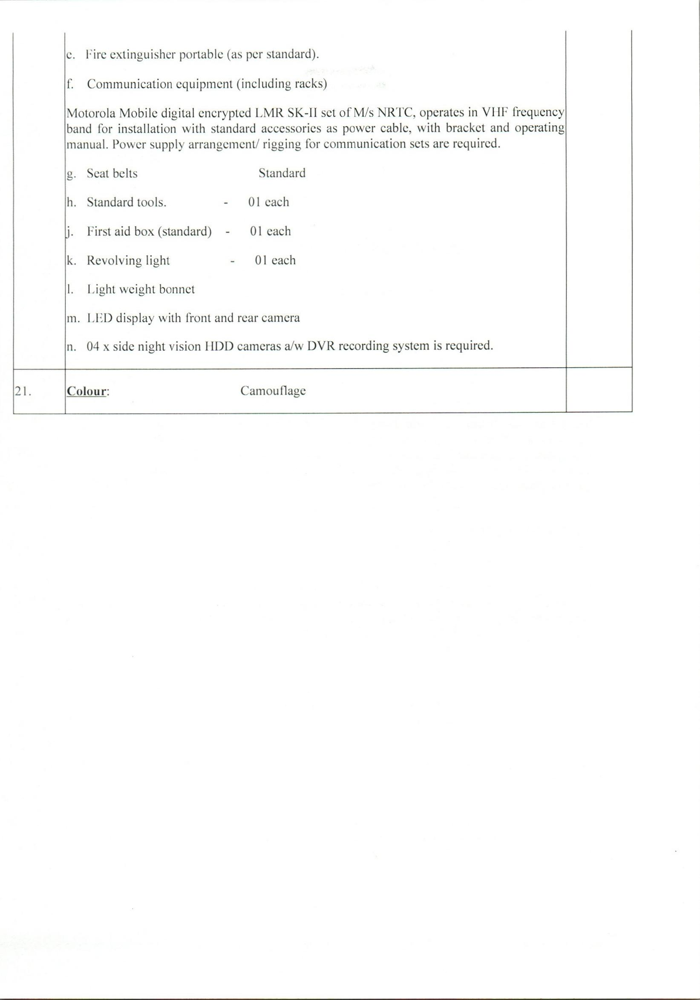 e. Fire extinguisher portable (as per standard).
f. Communication equipment (including racks)
Motorola Mobile digital encrypted LMR SK-II set of M/s NRTC, operates in VHF frequency
band for installation with standard accessories as power cable, with bracket and operating
manual. Power supply arrangement/ rigging for communication sets are required.
g. Seat belts Standard
h. Standard tools. - 01 each
j. First aid box (standard) - 01 each
k. Revolving light - 01 each
l. Light weight bonnet
m. LED display with front and rear camera
n. 04 x side night vision HDD cameras a/w DVR recording system is required.
21. Colour: Camouflage